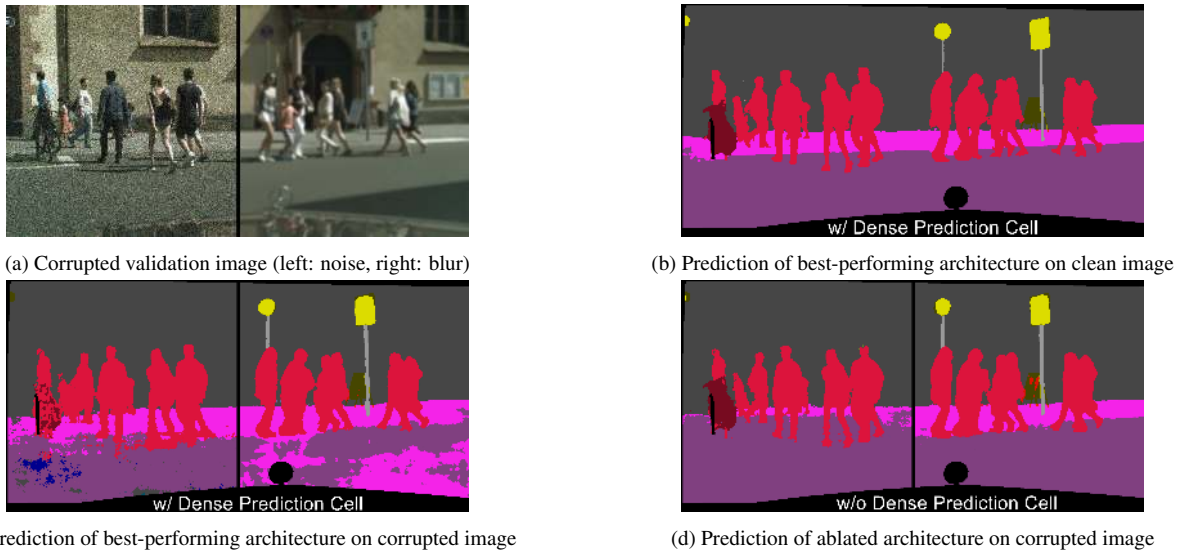 (a) Corrupted validation image (left: noise, right: blur)
w/ Dense Prediction Cell
(b) Prediction of best-performing architecture on clean image
w/ Dense Prediction Cell
rediction of best-performing architecture on corrupted image
w/o Dense Prediction Cell
(d) Prediction of ablated architecture on corrupted image